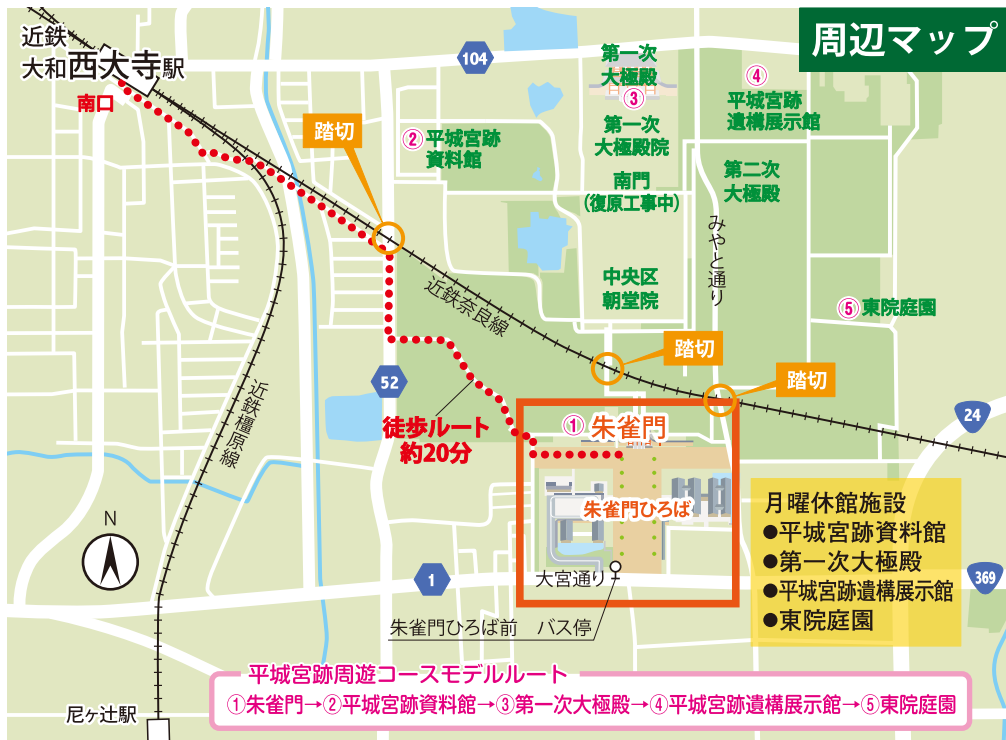 周辺マップ
近鉄
大和西大寺駅
南口
104
第一次
大極殿
③
④
平城宮跡
遺構展示館
踏切
②平城宮跡
資料館
第一次
大極殿院
南門
(復原工事中)
第二次
大極殿
みやと通り
中央区
朝堂院
⑤東院庭園
近鉄奈良線
踏切
踏切
52
近鉄橿原線
徒歩ルート
約20分
①朱雀門
24
朱雀門ひろば
月曜休館施設
●平城宮跡資料館
●第一次大極殿
●平城宮跡遺構展示館
●東院庭園
N
1
大宮通り
369
朱雀門ひろば前 バス停
平城宮跡周遊コースモデルルート
①朱雀門→②平城宮跡資料館→③第一次大極殿→④平城宮跡遺構展示館→⑤東院庭園
尼ヶ辻駅